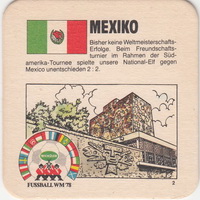 MEXIKO
Bisher keine Weltmeisterschafts-
Erfolge. Beim Freundschafts-
turnier im Rahmen der Süd-
amerika-Tournee spielte unsere National-Elf gegen
Mexico unentschieden 2 : 2.
FUSSBALL WM'78
2